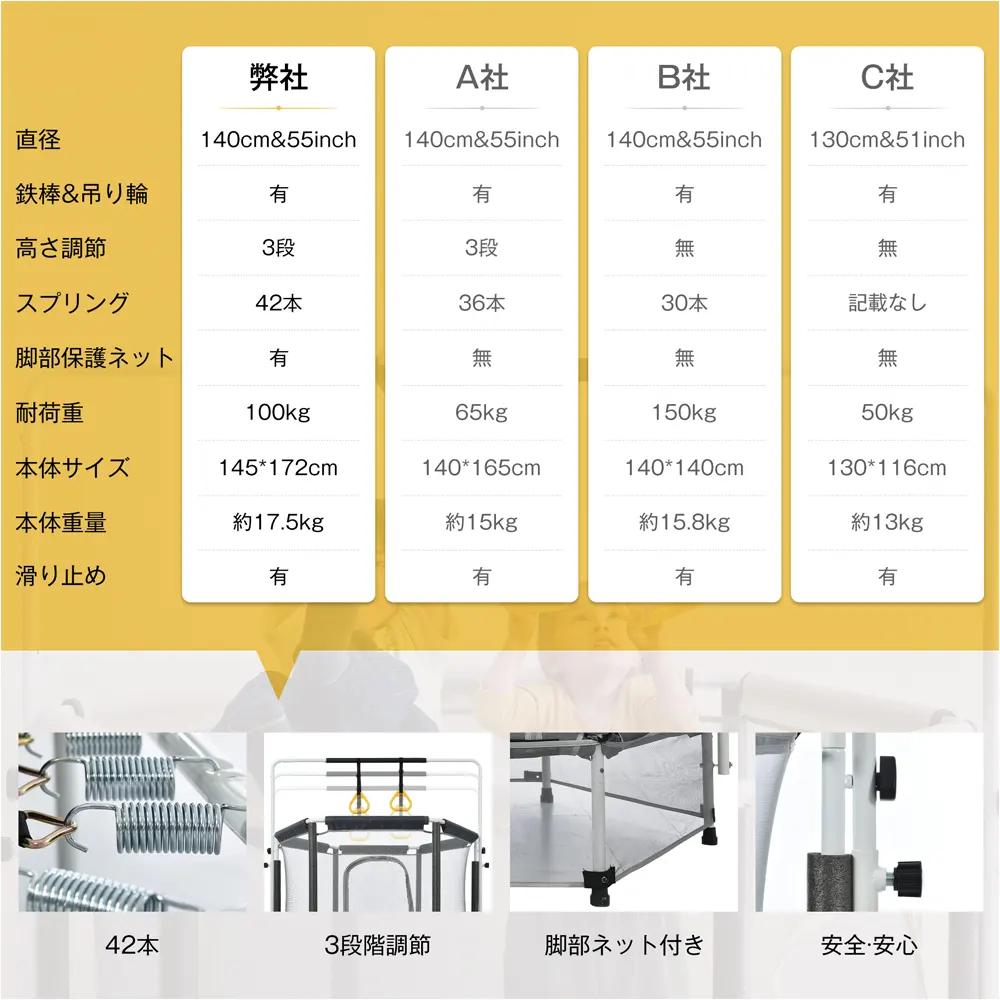 弊社 A社 B社 C社
直径 140cm&55inch 140cm&55inch 140cm&55inch 130cm&51inch
鉄棒&吊り輪 有 有 有 有
高さ調節 3段 3段 無 無
スプリング 42本 36本 30本 記載なし
脚部保護ネット 有 無 無 無
耐荷重 100kg 65kg 150kg 50kg
本体サイズ 145*172cm 140*165cm 140*140cm 130*116cm
本体重量 約17.5kg 約15kg 約15.8kg 約13kg
滑り止め 有 有 有 有
42本 3段階調節 脚部ネット付き 安全·安心